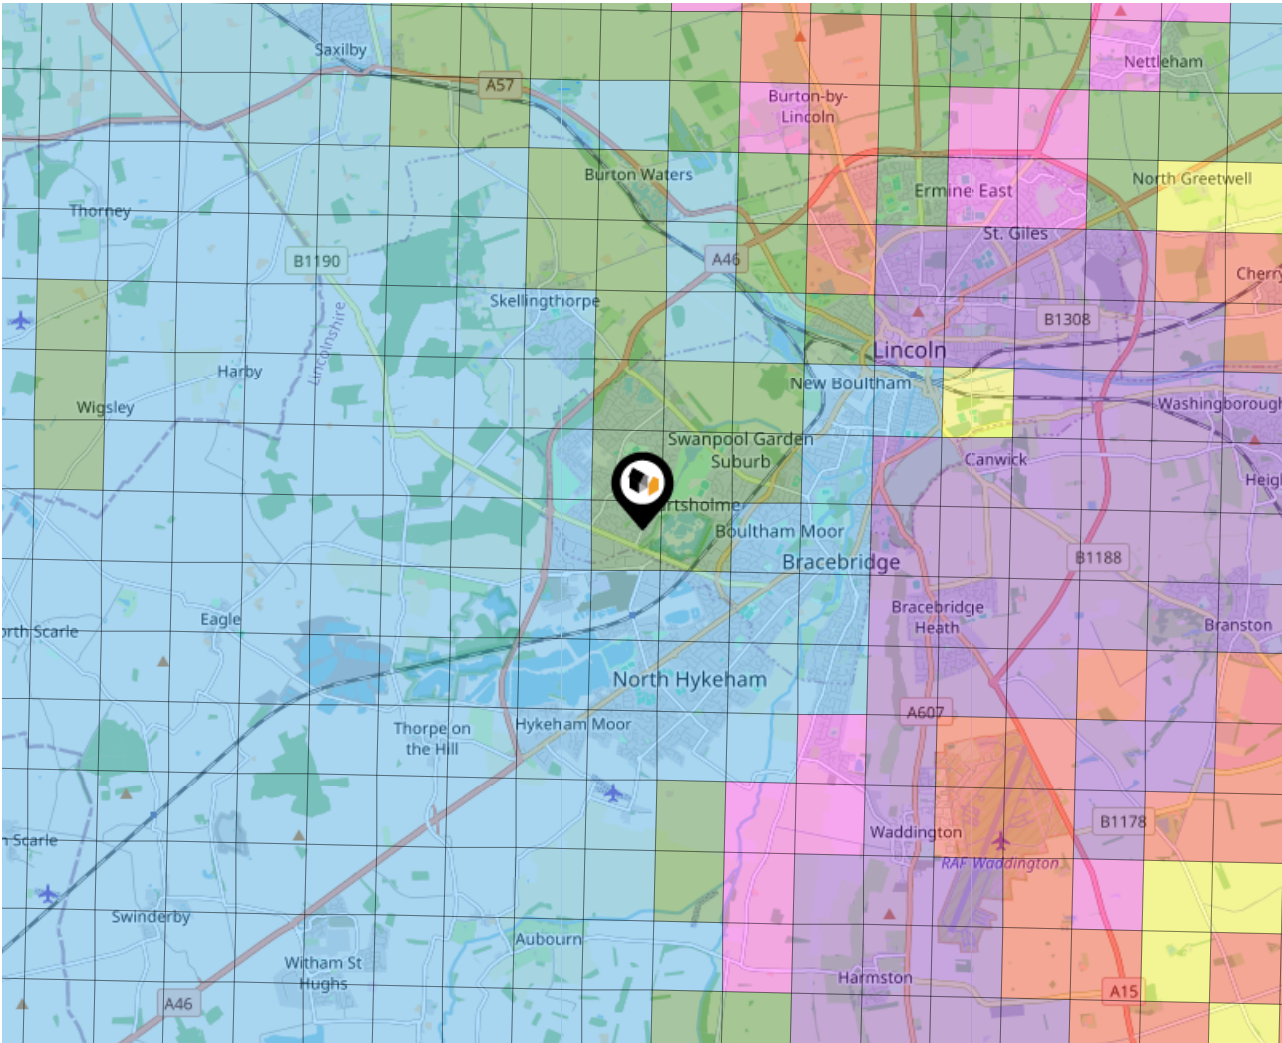 Saxilby
Nettleham
A57
Burton-by-
Lincoln
Burton Waters
Ermine East
North Greetwell
Thorney
St. Giles
B1190
A46
Cherry
Skellingthorpe
Lincolnshire
B1308
Lincoln
Harby
New Boultham
Wigsley
Washingborough
Swanpool Garden
Suburb
Canwick
Heigh
artsholme
Boultham Moor
B1188
Bracebridge
Bracebridge
Heath
Eagle
orth Scarle
Branston
North Hykeham
A607
Hykeham Moor
Thorpe on
the Hill
B1178
Waddington
n Scarle
RAF Waddington
Swinderby
Aubourn
Witham St
Hughs
Harmston
A46
A15